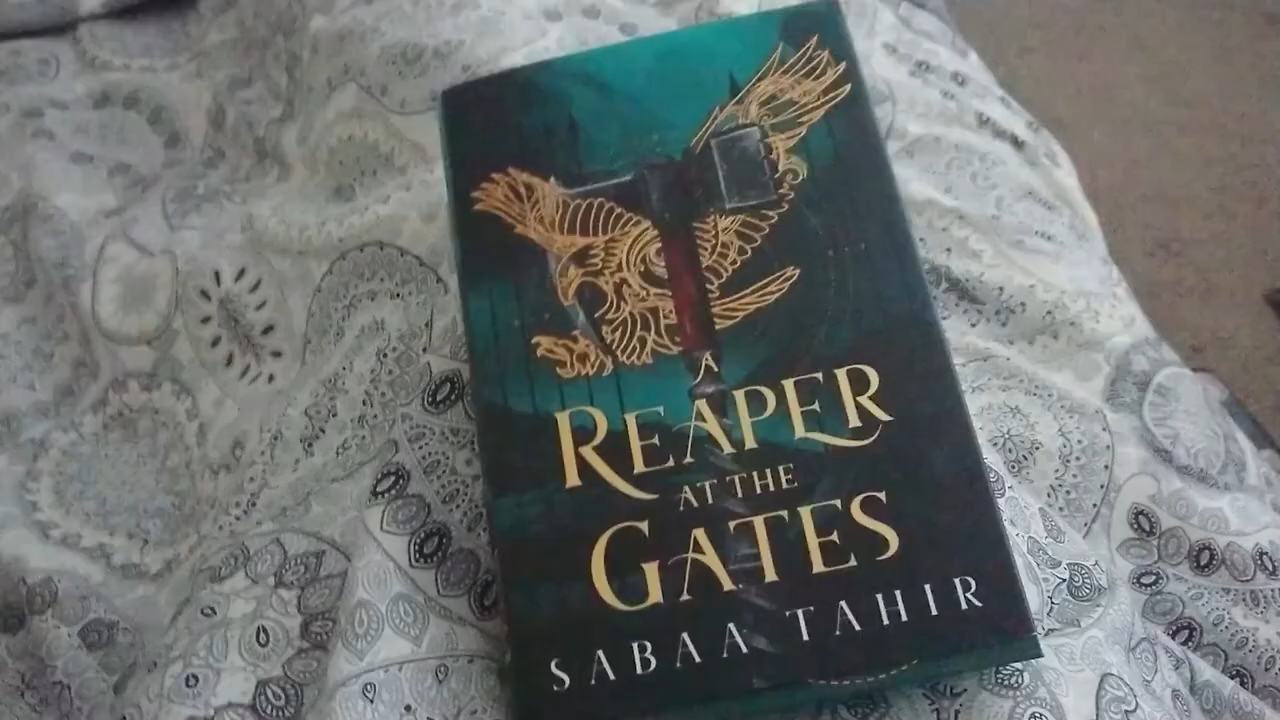 A
REAPER
AT THE
GATES
SABAA TAHIR